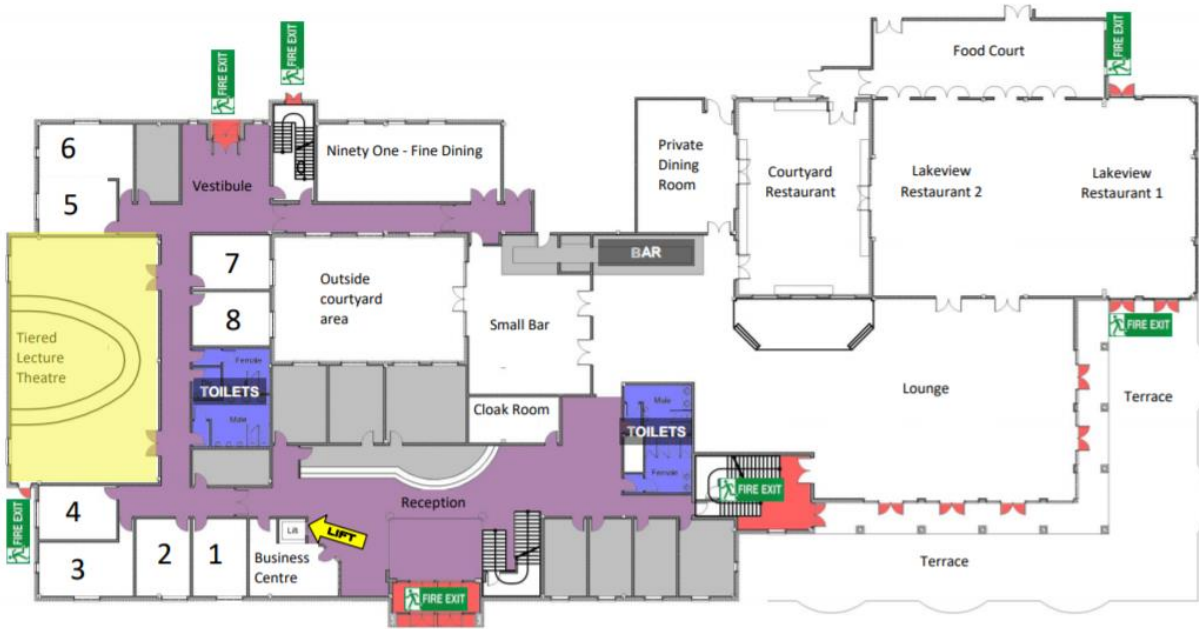 FIRE EXIT
FIRE EXIT
FIRE EXIT
Food Court
6
5
Vestibule
Ninety One - Fine Dining
Private
Dining
Room
Courtyard
Restaurant
Lakeview
Restaurant 2
Lakeview
Restaurant 1
7
8
Outside
courtyard
area
BAR
Small Bar
FIRE EXIT
Tiered
Lecture
Theatre
Female
TOILETS
Male
Cloak Room
Male
TOILETS
Female
Lounge
Terrace
FIRE EXIT
Reception
FIRE EXIT
4
3
2
1
Lift
LIFT
Business
Centre
FIRE EXIT
Terrace